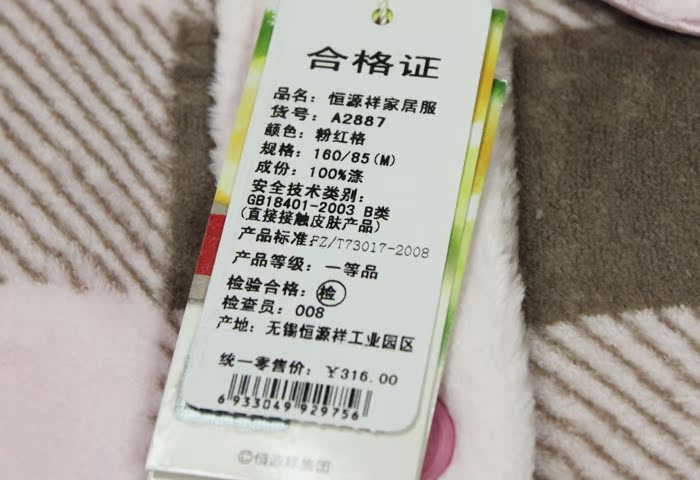 合格证
品名：恒源祥家居服
货号：A2887
颜色：粉红格
规格：160/85(M)
成份：100%涤
安全技术类别：
GB18401-2003 B类
(直接接触皮肤产品)
产品标准：FZ/T73017-2008
产品等级：一等品
检验合格：检
检查员：008
产地：无锡恒源祥工业园区
统一零售价：￥316.00
6 933049 929756
©恒源祥集团